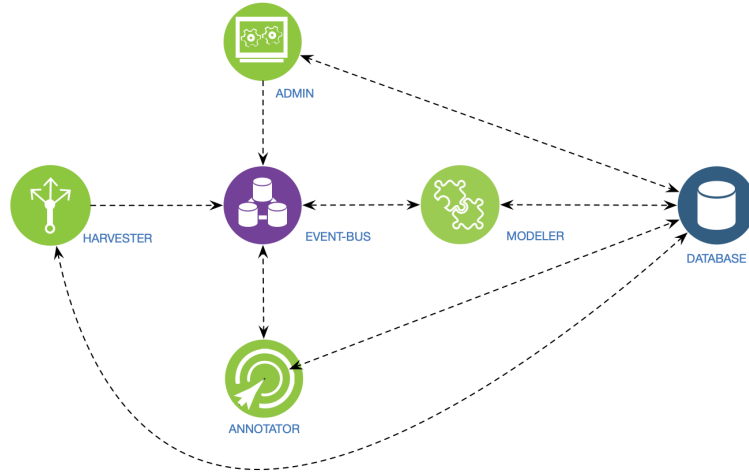 ADMIN
HARVESTER
EVENT-BUS
MODELER
DATABASE
ANNOTATOR